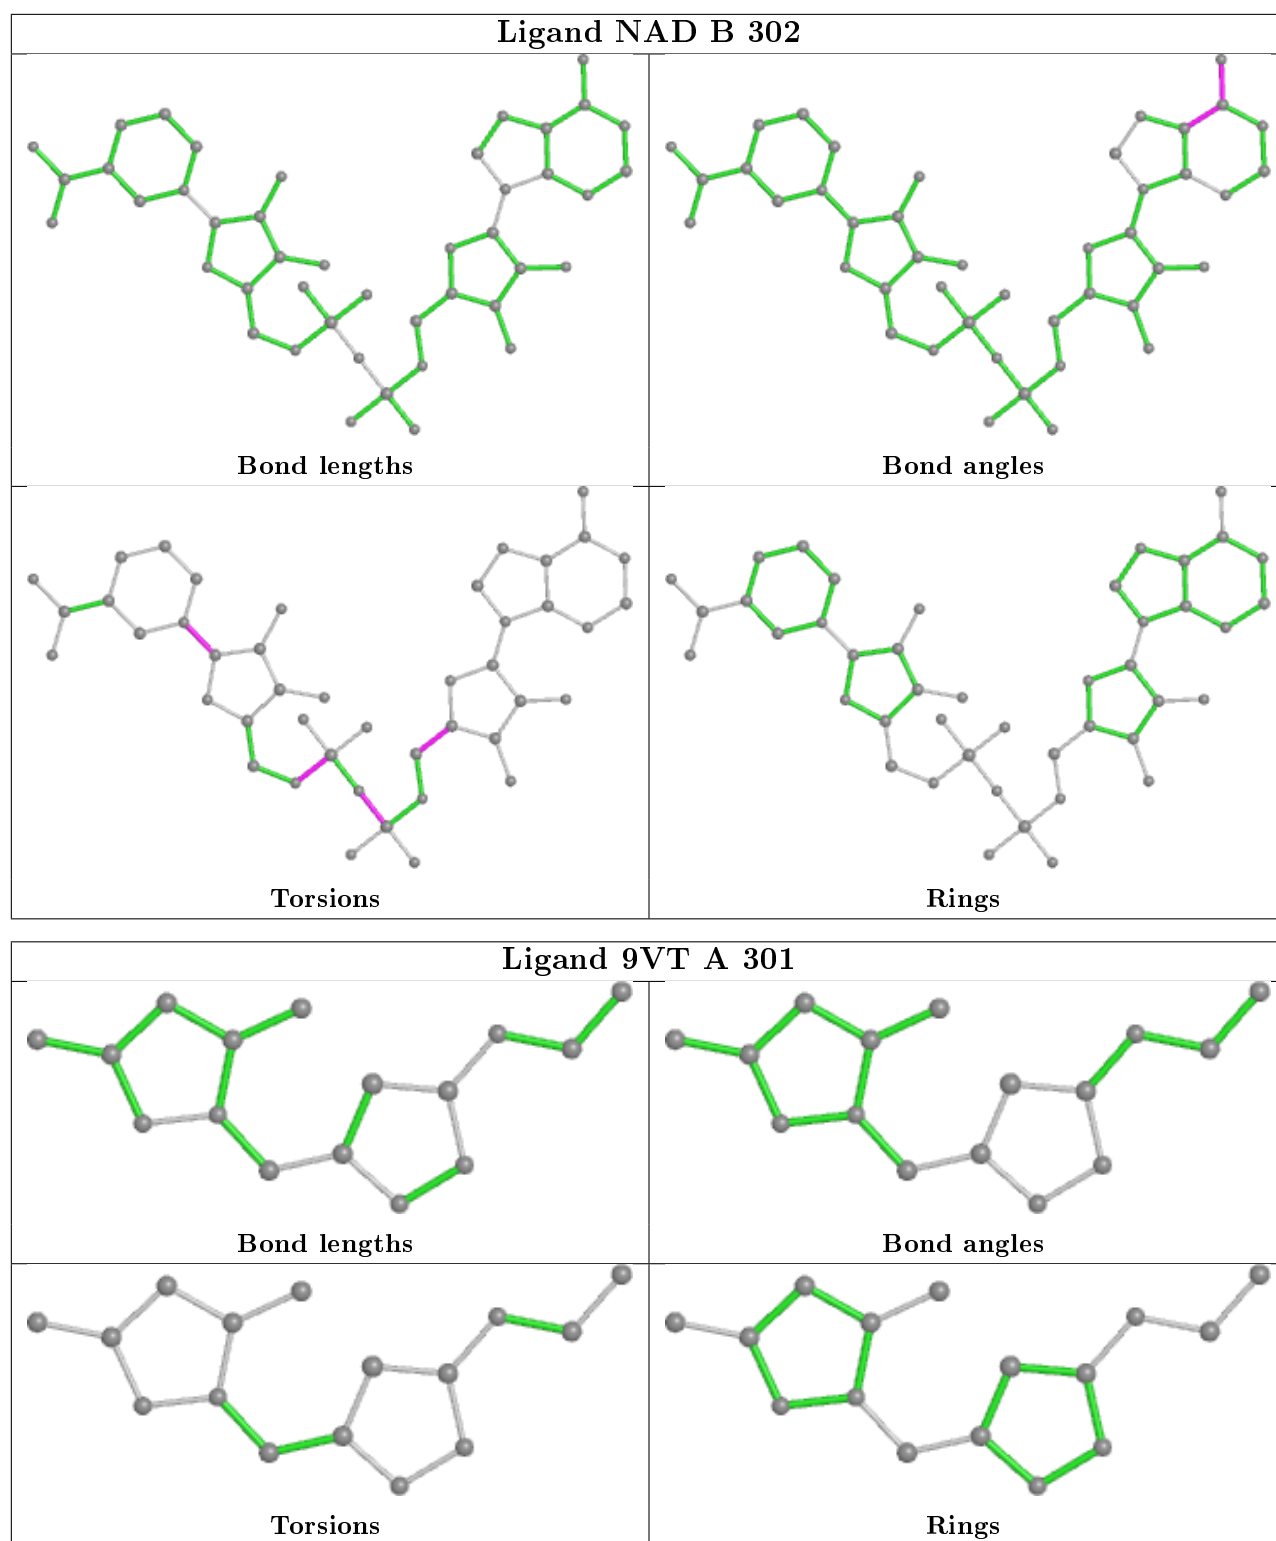 Ligand NAD B 302
Bond lengths
Bond angles
Torsions
Rings
Ligand 9VT A 301
Bond lengths
Bond angles
Torsions
Rings